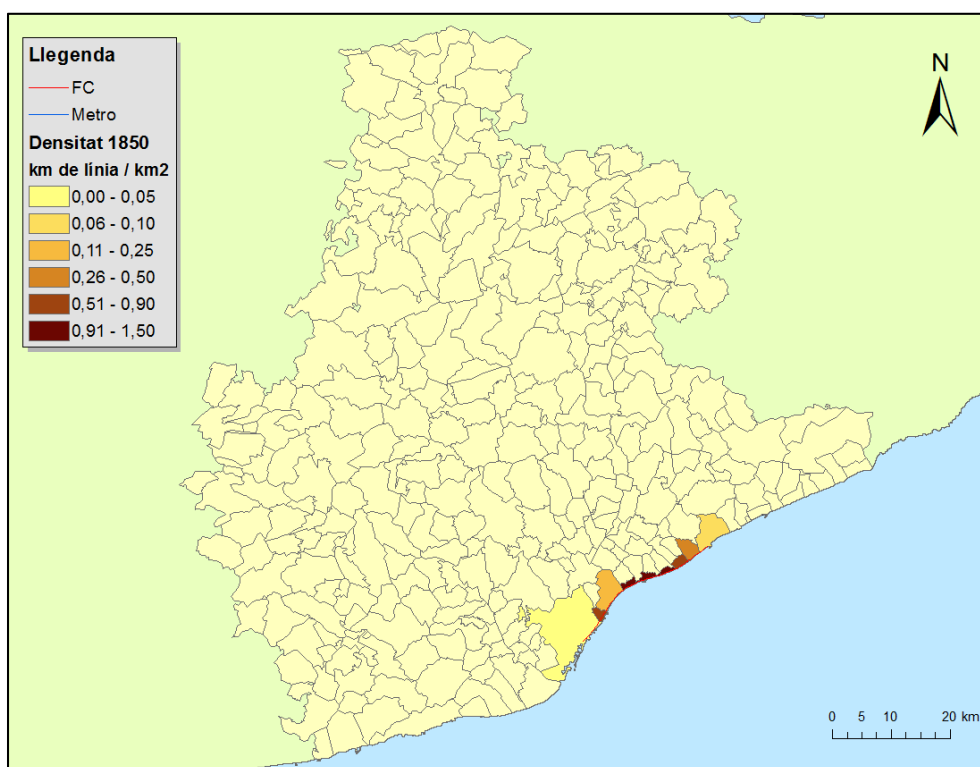 Llegenda
FC
Metro
Densitat 1850
km de línia / km2
0,00 - 0,05
0,06 - 0,10
0,11 - 0,25
0,26 - 0,50
0,51 - 0,90
0,91 - 1,50
N
0 5 10 20 km